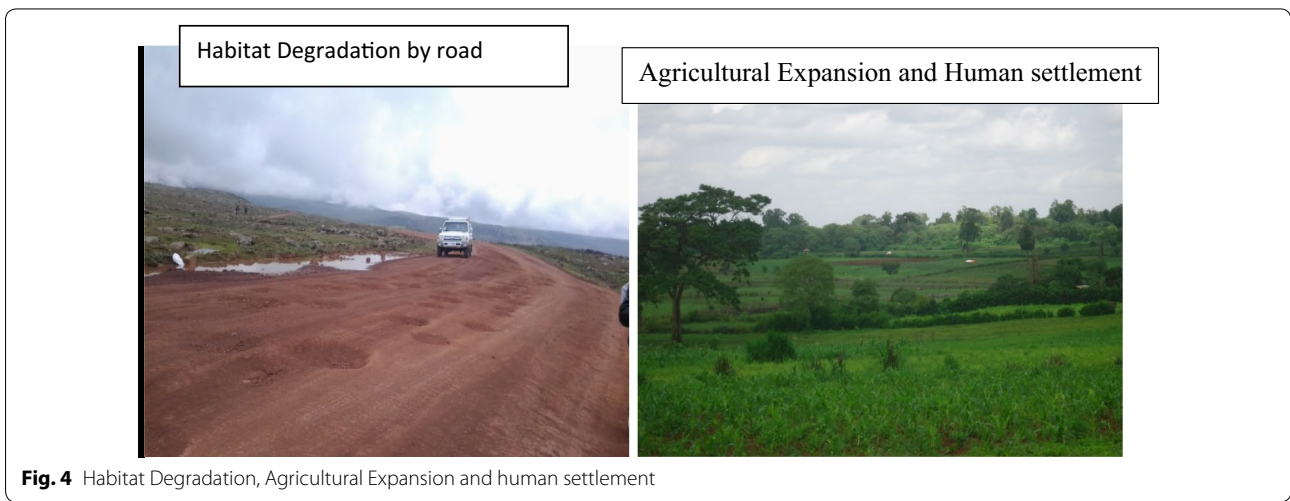 Habitat Degradation by road
Agricultural Expansion and Human settlement
Fig. 4 Habitat Degradation, Agricultural Expansion and human settlement